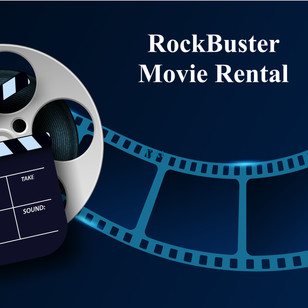 RockBuster
Movie Rental
TAKE
SOUND: